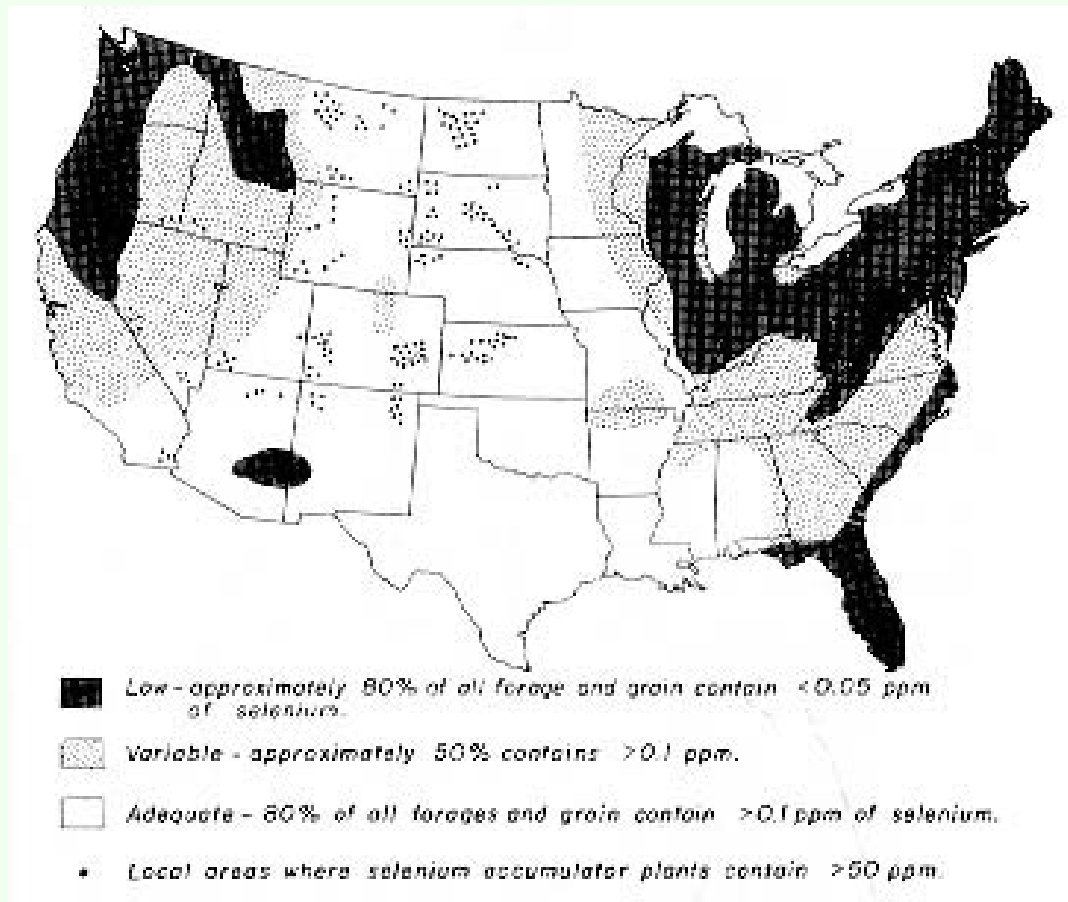 Low - approximately 80% of all forage and grain contain <0.05 ppm
of selenium.
Variable - approximately 50% contains >0.1 ppm.
Adequate - 80% of all forages and grain contain >0.1 ppm of selenium.
Local areas where selenium accumulator plants contain >50 ppm.